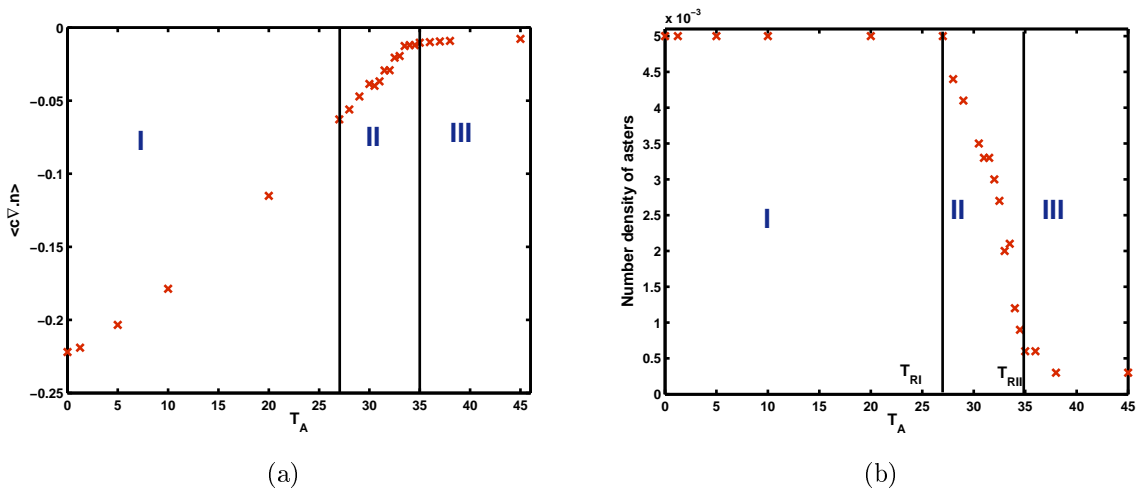 0
−0.05
−0.1
−0.15
−0.2
−0.25
0 5 10 15 20 25 30 35 40 45
T_A
<c∇.n>
I
II
III
(a)
x 10⁻³
5
4.5
4
3.5
3
2.5
2
1.5
1
0.5
0
0 5 10 15 20 25 30 35 40 45
T_A
Number density of asters
I
II
III
T_RI
T_RII
(b)